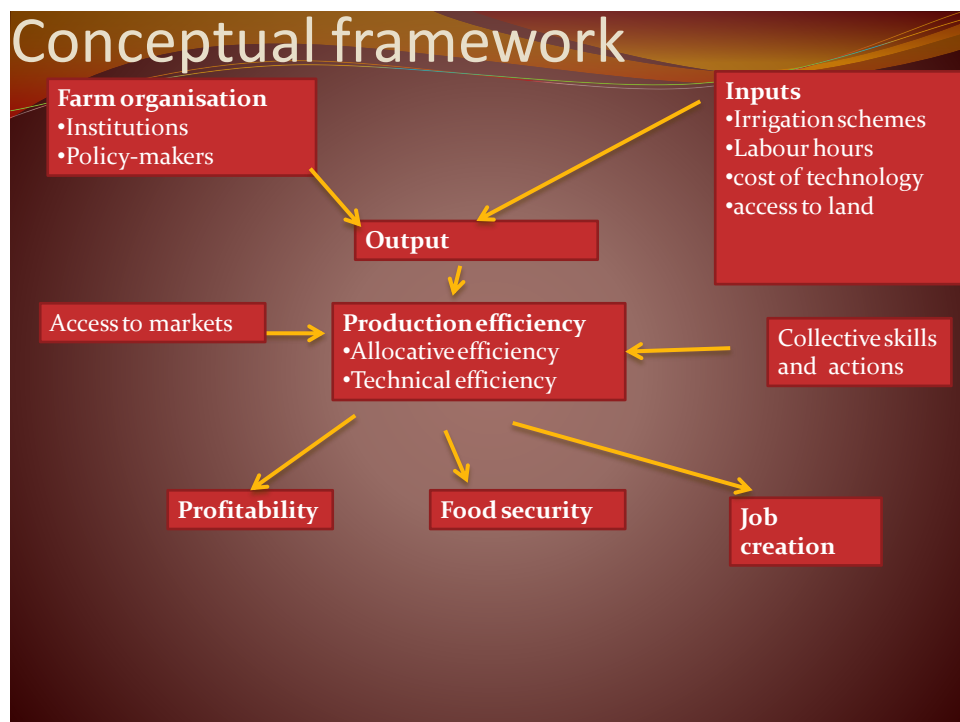 Conceptual framework
Farm organisation
•Institutions
•Policy-makers
Inputs
•Irrigation schemes
•Labour hours
•cost of technology
•access to land
Output
Access to markets
Production efficiency
•Allocative efficiency
•Technical efficiency
Collective skills
and actions
Profitability
Food security
Job
creation